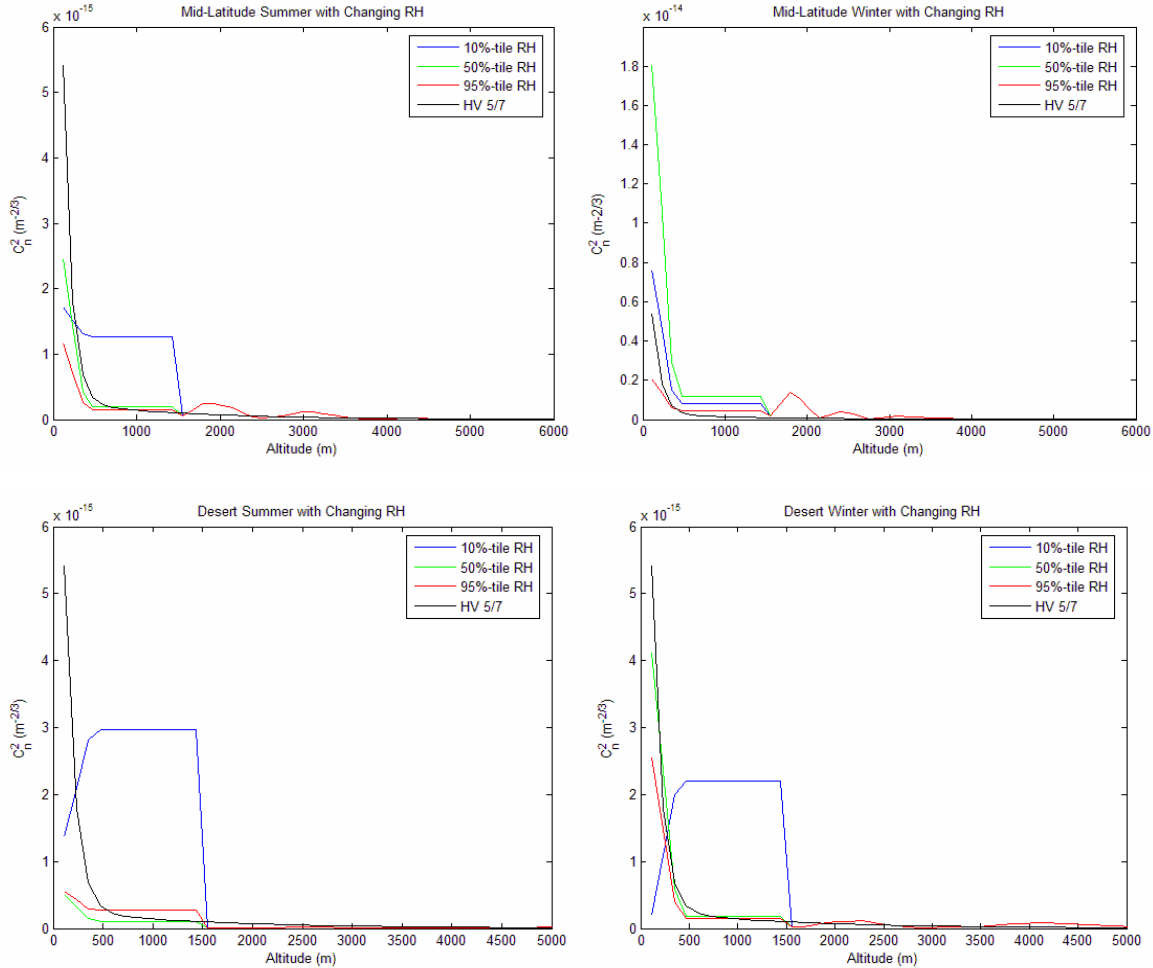 Mid-Latitude Summer with Changing RH
x 10^-15
6
5
4
3
2
1
0
C_n^2 (m^-2/3)
0 1000 2000 3000 4000 5000 6000
Altitude (m)
10%-tile RH
50%-tile RH
95%-tile RH
HV 5/7
Mid-Latitude Winter with Changing RH
x 10^-14
1.8
1.6
1.4
1.2
1
0.8
0.6
0.4
0.2
0
C_n^2 (m-2/3)
0 1000 2000 3000 4000 5000 6000
Altitude (m)
10%-tile RH
50%-tile RH
95%-tile RH
HV 5/7
Desert Summer with Changing RH
x 10^-15
6
5
4
3
2
1
0
C_n^2 (m^-2/3)
0 500 1000 1500 2000 2500 3000 3500 4000 4500 5000
Altitude (m)
10%-tile RH
50%-tile RH
95%-tile RH
HV 5/7
Desert Winter with Changing RH
x 10^-15
6
5
4
3
2
1
0
C_n^2 (m^-2/3)
0 500 1000 1500 2000 2500 3000 3500 4000 4500 5000
Altitude (m)
10%-tile RH
50%-tile RH
95%-tile RH
HV 5/7